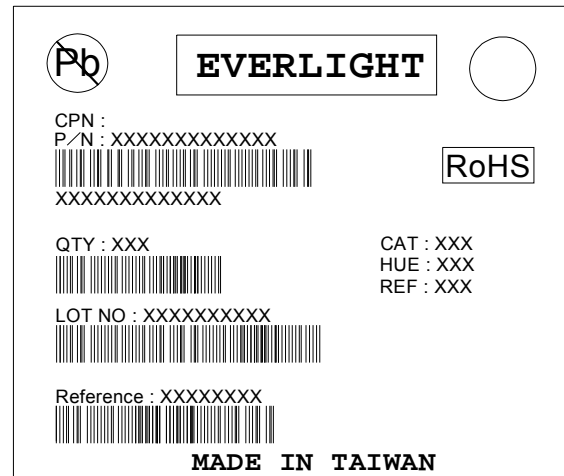 Pb
EVERLIGHT
CPN :
P/N : XXXXXXXXXXXXX
RoHS
XXXXXXXXXXXXX
QTY : XXX
CAT : XXX
HUE : XXX
REF : XXX
LOT NO : XXXXXXXXXX
Reference : XXXXXXXX
MADE IN TAIWAN